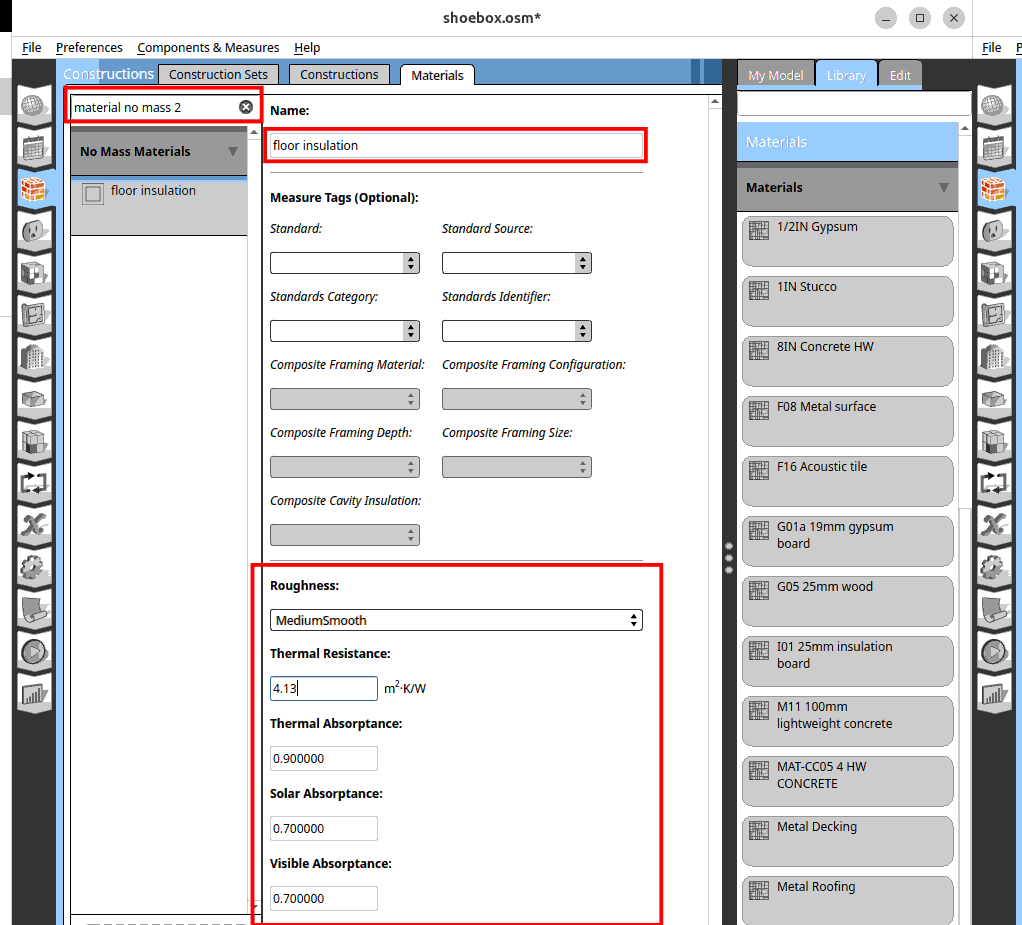 shoebox.osm*
File Preferences Components & Measures Help
File P
Constructions Construction Sets Constructions Materials
My Model Library Edit
material no mass 2
No Mass Materials
floor insulation
Name:
floor insulation
Measure Tags (Optional):
Standard: Standard Source:
Standards Category: Standards Identifier:
Composite Framing Material: Composite Framing Configuration:
Composite Framing Depth: Composite Framing Size:
Composite Cavity Insulation:
Roughness:
MediumSmooth
Thermal Resistance:
4.13 m²·K/W
Thermal Absorptance:
0.900000
Solar Absorptance:
0.700000
Visible Absorptance:
0.700000
Materials
Materials
1/2IN Gypsum
1IN Stucco
8IN Concrete HW
F08 Metal surface
F16 Acoustic tile
G01a 19mm gypsum
board
G05 25mm wood
I01 25mm insulation
board
M11 100mm
lightweight concrete
MAT-CC05 4 HW
CONCRETE
Metal Decking
Metal Roofing